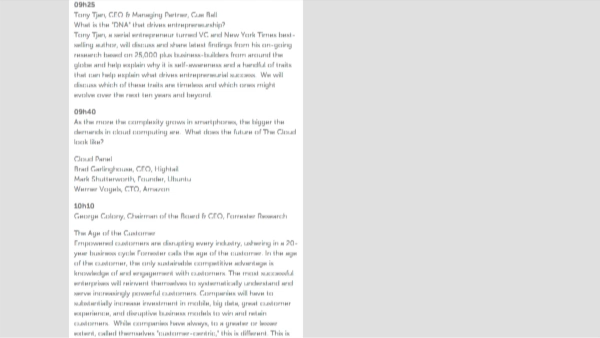 09h25
Tony Tjan, CEO & Managing Partner, Cue Ball
What is the "DNA" that drives entrepreneurship?
Tony Tjan, a serial entrepreneur turned VC and New York Times best-
selling author, will discuss and share latest findings from his on-going
research based on 25,000 plus business-builders from around the
globe and help explain why it is self-awareness and a handful of traits
that can help explain what drives entrepreneurial success. We will
discuss which of these traits are timeless and which ones might
evolve over the next ten years and beyond.
09h40
As the more the complexity grows in smartphones, the bigger the
demands in cloud computing are. What does the future of The Cloud
look like?
Cloud Panel
Brad Garlinghouse, CEO, Hightail
Mark Shuttleworth, Founder, Ubuntu
Werner Vogels, CTO, Amazon
10h10
George Colony, Chairman of the Board & CEO, Forrester Research
The Age of the Customer
Empowered customers are disrupting every industry, ushering in a 20-
year business cycle Forrester calls the age of the customer. In the age
of the customer, the only sustainable competitive advantage is
knowledge of and engagement with customers. The most successful
enterprises will reinvent themselves to systematically understand and
serve increasingly powerful customers. Companies will have to
substantially increase investment in mobile, big data, great customer
experience, and disruptive business models to win and retain
customers. While companies have always, to a greater or lesser
extent, called themselves "customer-centric," this is different. This is